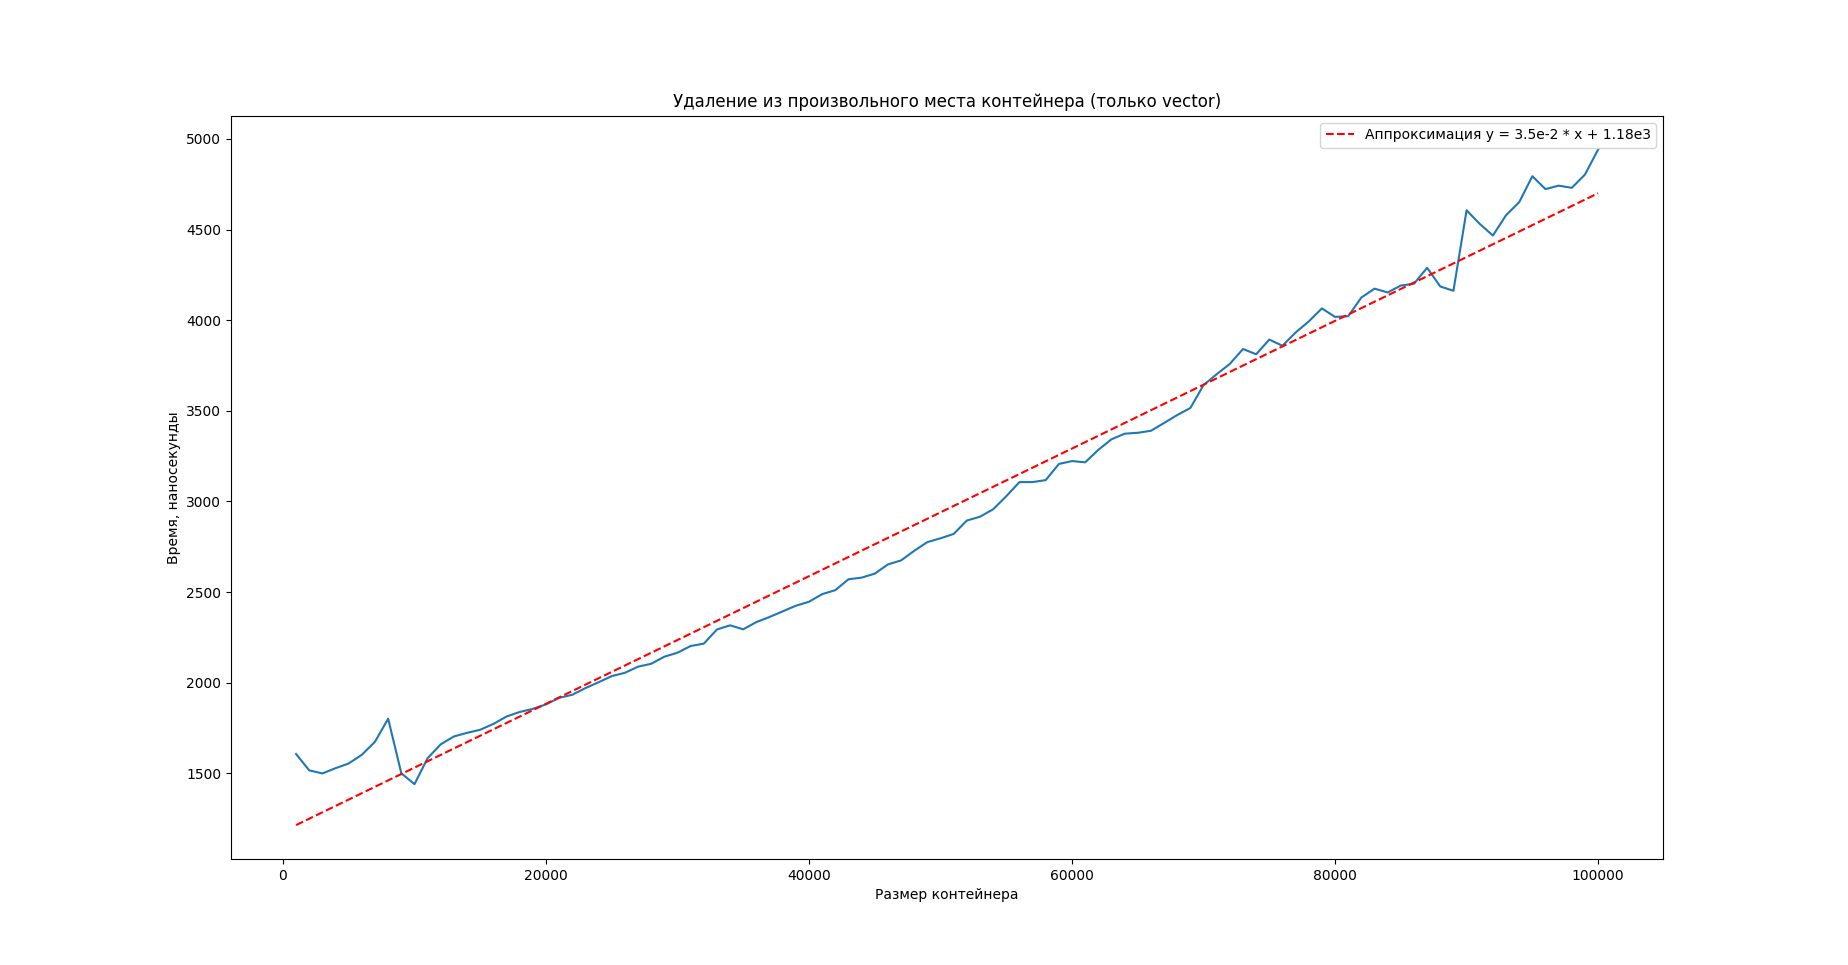 Удаление из произвольного места контейнера (только vector)
Аппроксимация y = 3.5e-2 * x + 1.18e3
5000
4500
4000
3500
3000
2500
2000
1500
Время, наносекунды
0 20000 40000 60000 80000 100000
Размер контейнера